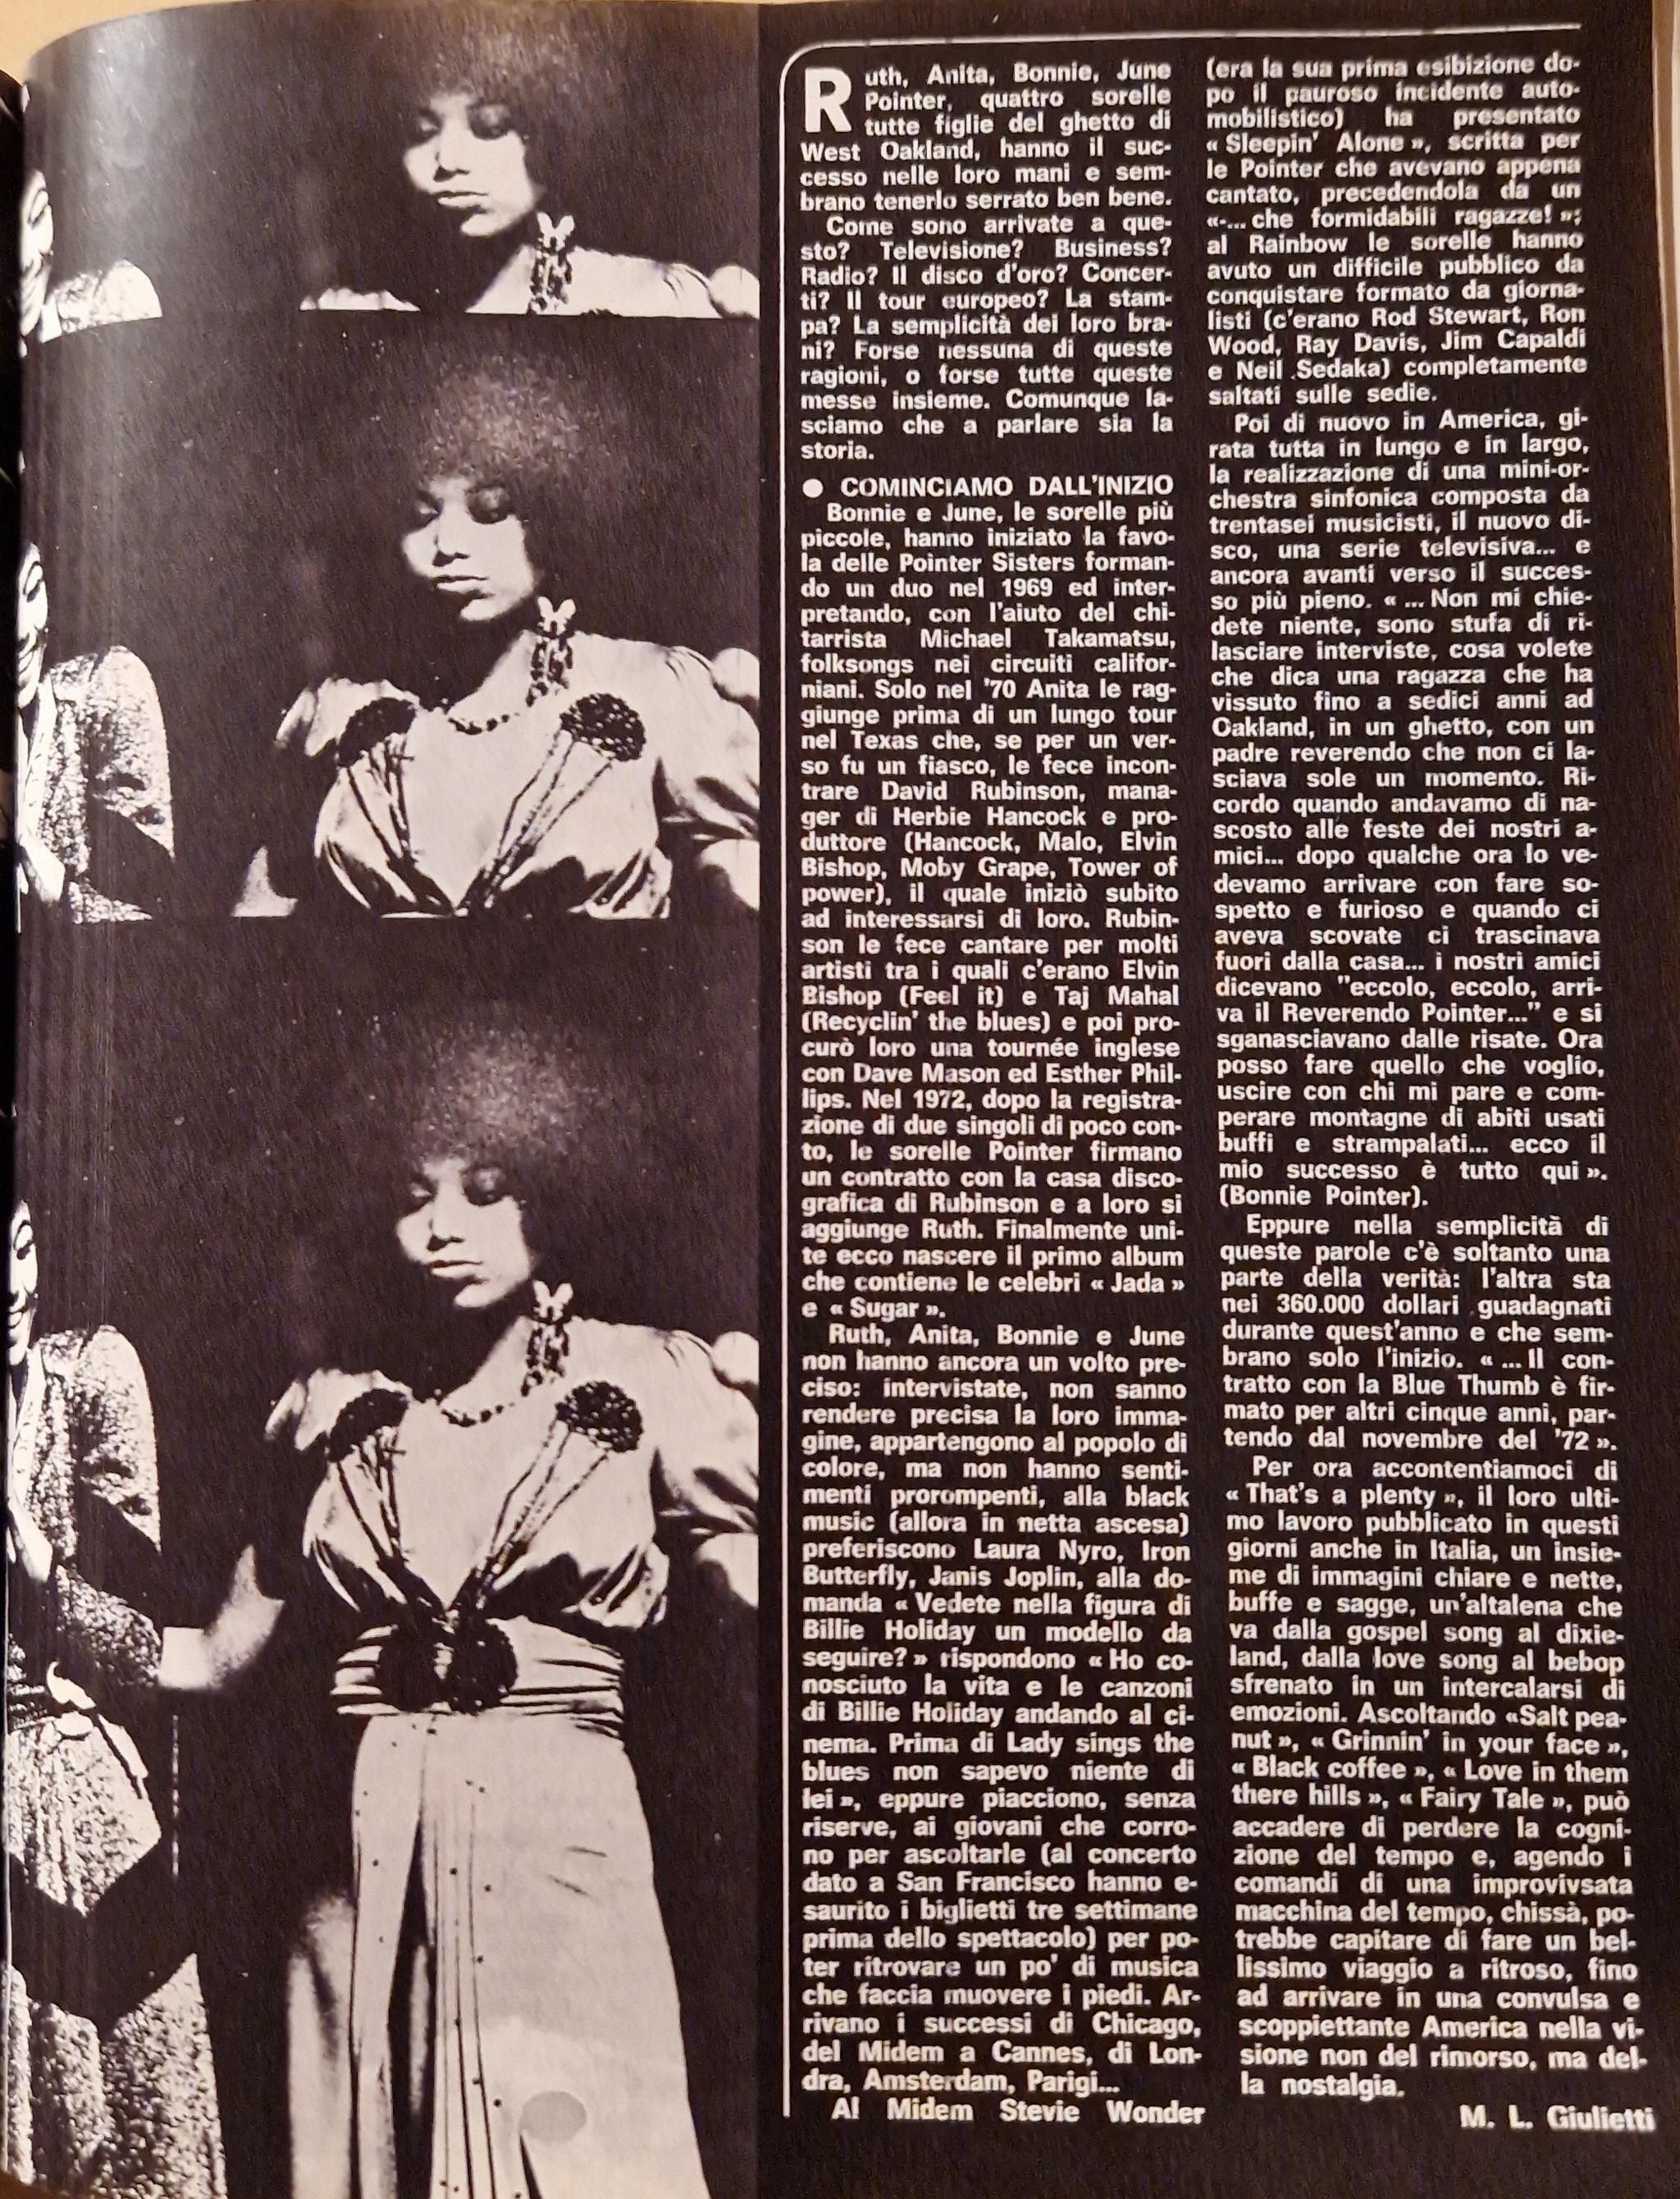 Ruth, Anita, Bonnie, June
Pointer, quattro sorelle
tutte figlie del ghetto di
West Oakland, hanno il suc-
cesso nelle loro mani e sem-
brano tenerlo serrato ben bene.
Come sono arrivate a que-
sto? Televisione? Business?
Radio? Il disco d'oro? Concer-
ti? Il tour europeo? La stam-
pa? La semplicità dei loro bra-
ni? Forse nessuna di queste
ragioni, o forse tutte queste
messe insieme. Comunque la-
sciamo che a parlare sia la
storia.
● COMINCIAMO DALL'INIZIO
Bonnie e June, le sorelle più
piccole, hanno iniziato la favo-
la delle Pointer Sisters forman-
do un duo nel 1969 ed inter-
pretando, con l'aiuto del chi-
tarrista Michael Takamatsu,
folksongs nei circuiti califor-
niani. Solo nel '70 Anita le rag-
giunge prima di un lungo tour
nel Texas che, se per un ver-
so fu un fiasco, le fece incon-
trare David Rubinson, mana-
ger di Herbie Hancock e pro-
duttore (Hancock, Malo, Elvin
Bishop, Moby Grape, Tower of
power), il quale iniziò subito
ad interessarsi di loro. Rubin-
son le fece cantare per molti
artisti tra i quali c'erano Elvin
Bishop (Feel it) e Taj Mahal
(Recyclin' the blues) e poi pro-
curò loro una tournée inglese
con Dave Mason ed Esther Phil-
lips. Nel 1972, dopo la registra-
zione di due singoli di poco con-
to, le sorelle Pointer firmano
un contratto con la casa disco-
grafica di Rubinson e a loro si
aggiunge Ruth. Finalmente uni-
te ecco nascere il primo album
che contiene le celebri « Jada »
e « Sugar ».
Ruth, Anita, Bonnie e June
non hanno ancora un volto pre-
ciso: intervistate, non sanno
rendere precisa la loro imma-
gine, appartengono al popolo di
colore, ma non hanno senti-
menti prorompenti, alla black
music (allora in netta ascesa)
preferiscono Laura Nyro, Iron
Butterfly, Janis Joplin, alla do-
manda « Vedete nella figura di
Billie Holiday un modello da
seguire? » rispondono « Ho co-
nosciuto la vita e le canzoni
di Billie Holiday andando al ci-
nema. Prima di Lady sings the
blues non sapevo niente di
lei », eppure piacciono, senza
riserve, ai giovani che corro-
no per ascoltarle (al concerto
dato a San Francisco hanno e-
saurito i biglietti tre settimane
prima dello spettacolo) per po-
ter ritrovare un po' di musica
che faccia muovere i piedi. Ar-
rivano i successi di Chicago,
del Midem a Cannes, di Lon-
dra, Amsterdam, Parigi...
Al Midem Stevie Wonder
(era la sua prima esibizione do-
po il pauroso incidente auto-
mobilistico) ha presentato
« Sleepin' Alone », scritta per
le Pointer che avevano appena
cantato, precedendola da un
«-... che formidabili ragazze! »;
al Rainbow le sorelle hanno
avuto un difficile pubblico da
conquistare formato da giorna-
listi (c'erano Rod Stewart, Ron
Wood, Ray Davis, Jim Capaldi
e Neil Sedaka) completamente
saltati sulle sedie.
Poi di nuovo in America, gi-
rata tutta in lungo e in largo,
la realizzazione di una mini-or-
chestra sinfonica composta da
trentasei musicisti, il nuovo di-
sco, una serie televisiva... e
ancora avanti verso il succes-
so più pieno. « ... Non mi chie-
dete niente, sono stufa di ri-
lasciare interviste, cosa volete
che dica una ragazza che ha
vissuto fino a sedici anni ad
Oakland, in un ghetto, con un
padre reverendo che non ci la-
sciava sole un momento. Ri-
cordo quando andavamo di na-
scosto alle feste dei nostri a-
mici... dopo qualche ora lo ve-
devamo arrivare con fare so-
spetto e furioso e quando ci
aveva scovate ci trascinava
fuori dalla casa... i nostri amici
dicevano "eccolo, eccolo, arri-
va il Reverendo Pointer..." e si
sganasciavano dalle risate. Ora
posso fare quello che voglio,
uscire con chi mi pare e com-
perare montagne di abiti usati
buffi e strampalati... ecco il
mio successo è tutto qui ».
(Bonnie Pointer).
Eppure nella semplicità di
queste parole c'è soltanto una
parte della verità: l'altra sta
nei 360.000 dollari guadagnati
durante quest'anno e che sem-
brano solo l'inizio. « ... Il con-
tratto con la Blue Thumb è fir-
mato per altri cinque anni, par-
tendo dal novembre del '72 ».
Per ora accontentiamoci di
« That's a plenty », il loro ulti-
mo lavoro pubblicato in questi
giorni anche in Italia, un insie-
me di immagini chiare e nette,
buffe e sagge, un'altalena che
va dalla gospel song al dixie-
land, dalla love song al bebop
sfrenato in un intercalarsi di
emozioni. Ascoltando «Salt pea-
nut », « Grinnin' in your face »,
« Black coffee », « Love in them
there hills », « Fairy Tale », può
accadere di perdere la cogni-
zione del tempo e, agendo i
comandi di una improvivsata
macchina del tempo, chissà, po-
trebbe capitare di fare un bel-
lissimo viaggio a ritroso, fino
ad arrivare in una convulsa e
scoppiettante America nella vi-
sione non del rimorso, ma del-
la nostalgia.
M. L. Giulietti